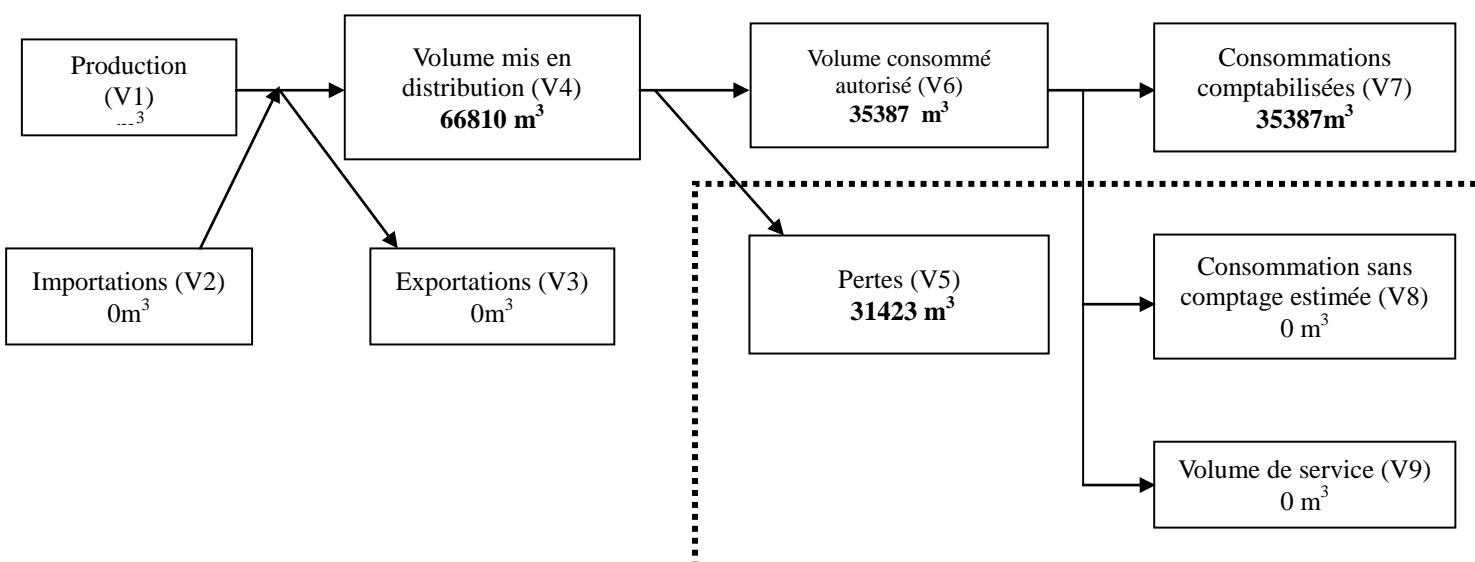 Production
(V1)
m³
Volume mis en
distribution (V4)
66810 m³
Volume consommé
autorisé (V6)
35387 m³
Consommations
comptabilisées (V7)
35387m³
Importations (V2)
0m³
Exportations (V3)
0m³
Pertes (V5)
31423 m³
Consommation sans
comptage estimée (V8)
0 m³
Volume de service (V9)
0 m³